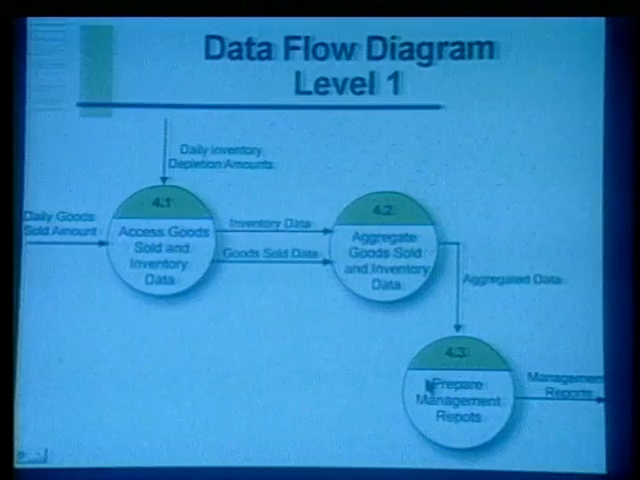 Data Flow Diagram
Level 1
Daily Inventory
Depletion Amounts
Daily Goods
Sold Amount
4.1
Access Goods
Sold and
Inventory
Data
Inventory Data
Goods Sold Data
4.2
Aggregate
Goods Sold
and Inventory
Data
Aggregated Data
4.3
Prepare
Management
Repots
Management
Reports